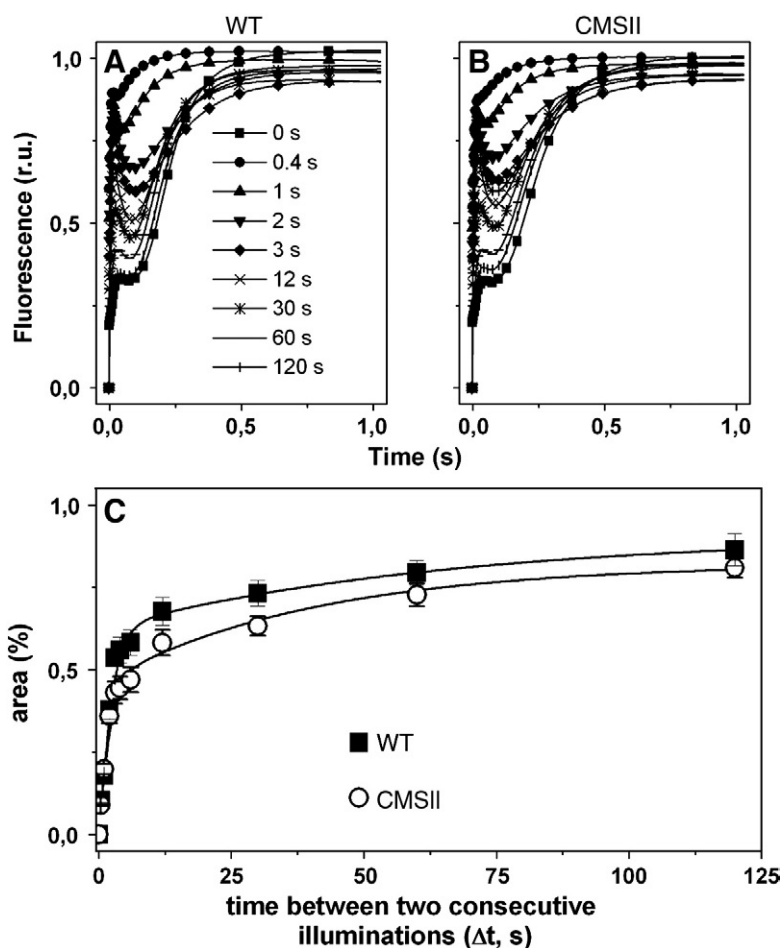 WT
CMSII
A
B
1,0
0,5
0,0
Fluorescence (r.u.)
0 s
0.4 s
1 s
2 s
3 s
12 s
30 s
60 s
120 s
0,0
0,5
1,0
0,0
0,5
1,0
Time (s)
C
1,0
0,5
0,0
area (%)
WT
CMSII
0
25
50
75
100
125
time between two consecutive
illuminations (Δt, s)